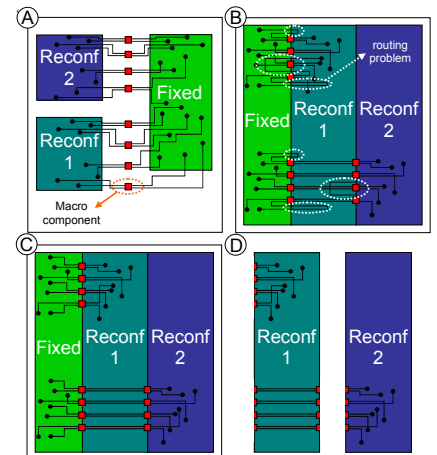 A
Reconf
2
Fixed
Reconf
1
Macro
component
B
routing
problem
Fixed
Reconf
1
Reconf
2
C
Fixed
Reconf
1
Reconf
2
D
Reconf
1
Reconf
2